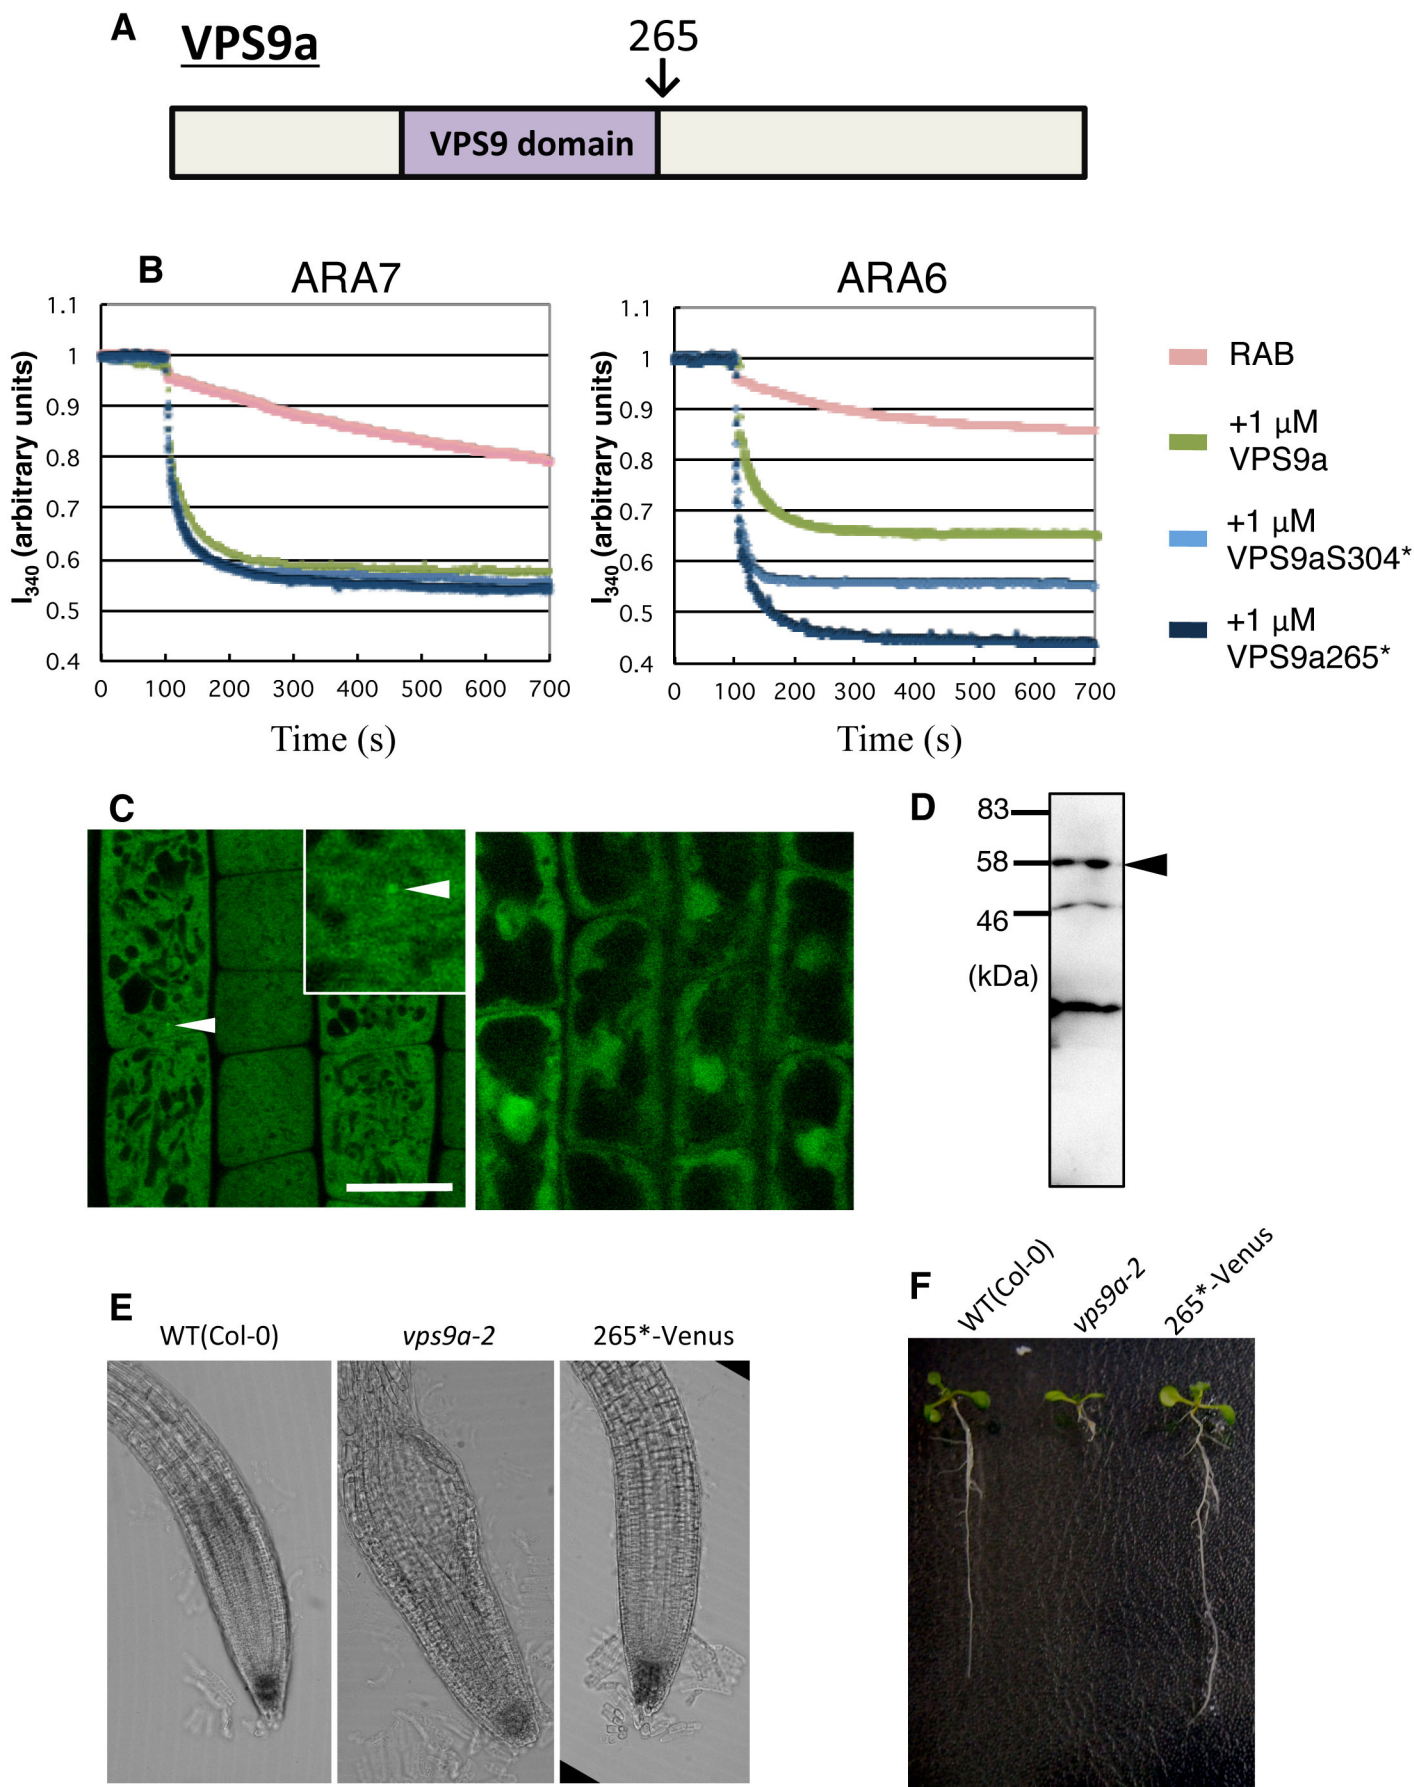 A
VPS9a
265
VPS9 domain
B
ARA7
ARA6
1.1
1
0.9
0.8
0.7
0.6
0.5
0.4
I340 (arbitrary units)
0 100 200 300 400 500 600 700
Time (s)
1.1
1
0.9
0.8
0.7
0.6
0.5
0.4
I340 (arbitrary units)
0 100 200 300 400 500 600 700
Time (s)
RAB
+1 μM
VPS9a
+1 μM
VPS9aS304*
+1 μM
VPS9a265*
C
D
83
58
46
(kDa)
E
WT(Col-0)
vps9a-2
265*-Venus
F
WT(Col-0)
vps9a-2
265*-Venus